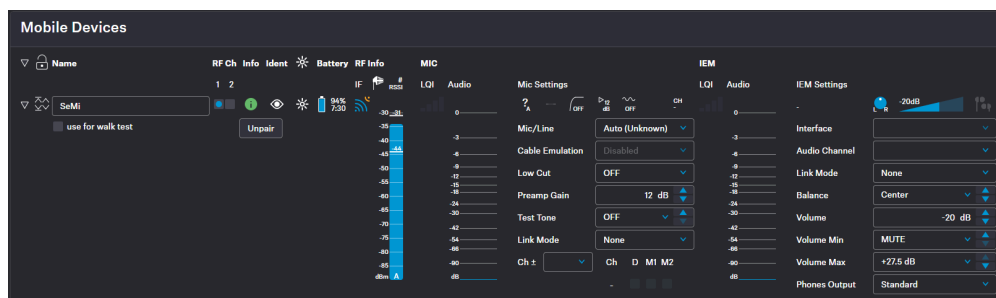 Mobile Devices
Name RF Ch Info Ident Battery RF Info MIC IEM
1 2 IF # RSSI LQI Audio Mic Settings LQI Audio IEM Settings
SeMi 94% 7:30 ? A -- OFF 12 dB OFF CH - L R -20dB
use for walk test Unpair
-30 -31
-35
-40
-44
-45
-50
-55
-60
-65
-70
-75
-80
-85
dBm A
0
-3
-6
-9
-12
-15
-18
-24
-30
-42
-54
-66
-90
dB
Mic/Line Auto (Unknown)
Cable Emulation Disabled
Low Cut OFF
Preamp Gain 12 dB
Test Tone OFF
Link Mode None
Ch ± Ch D M1 M2
-
0
-3
-6
-9
-12
-15
-18
-24
-30
-42
-54
-66
-90
dB
Interface
Audio Channel
Link Mode None
Balance Center
Volume -20 dB
Volume Min MUTE
Volume Max +27.5 dB
Phones Output Standard